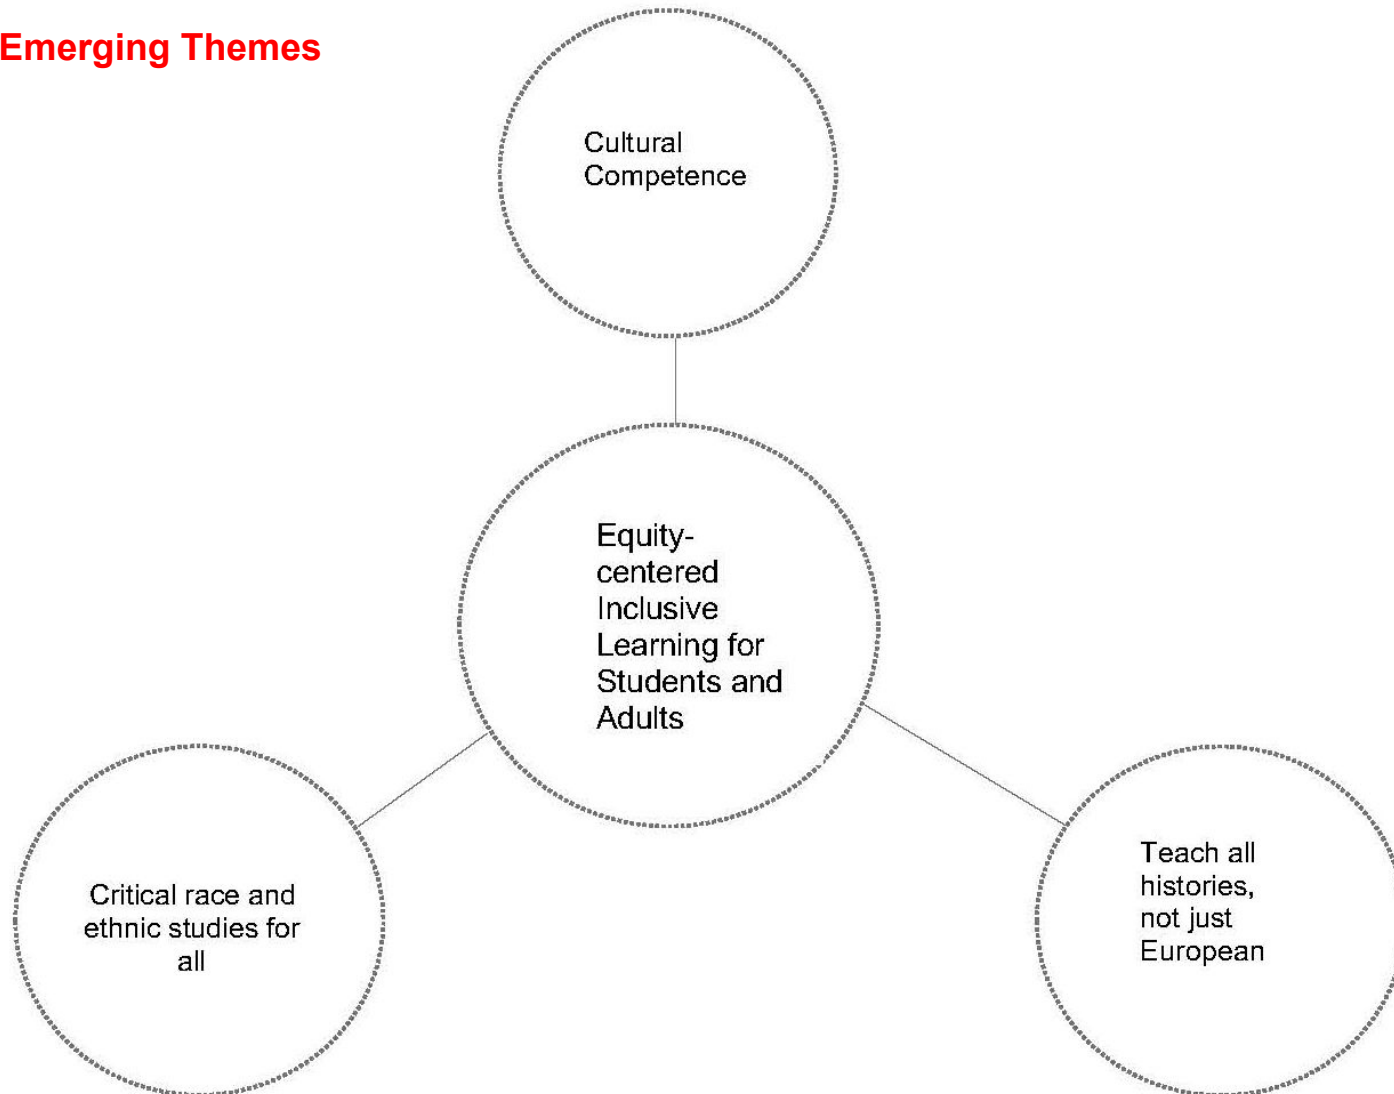 Emerging Themes
Cultural
Competence
Equity-
centered
Inclusive
Learning for
Students and
Adults
Critical race and
ethnic studies for
all
Teach all
histories,
not just
European